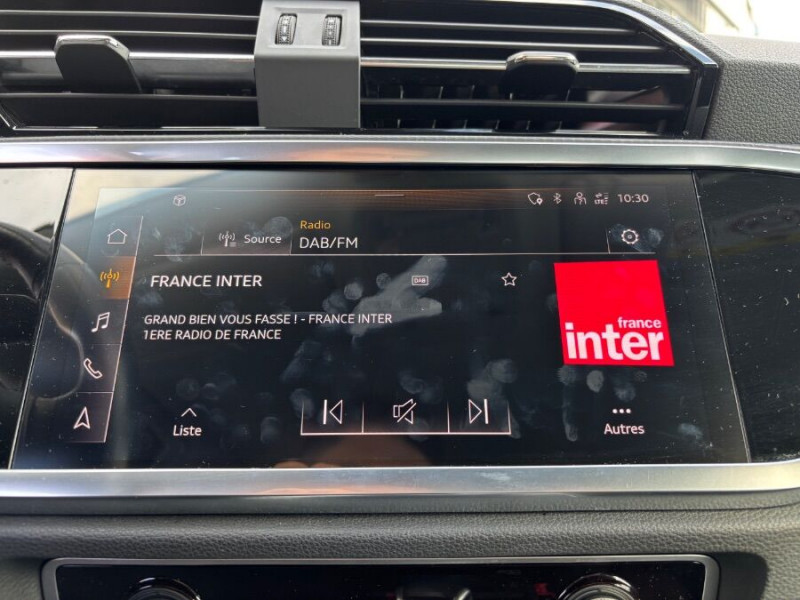 LTE 10:30
Radio
Source DAB/FM
FRANCE INTER DAB
france
inter
GRAND BIEN VOUS FASSE ! - FRANCE INTER
1ERE RADIO DE FRANCE
Liste
Autres